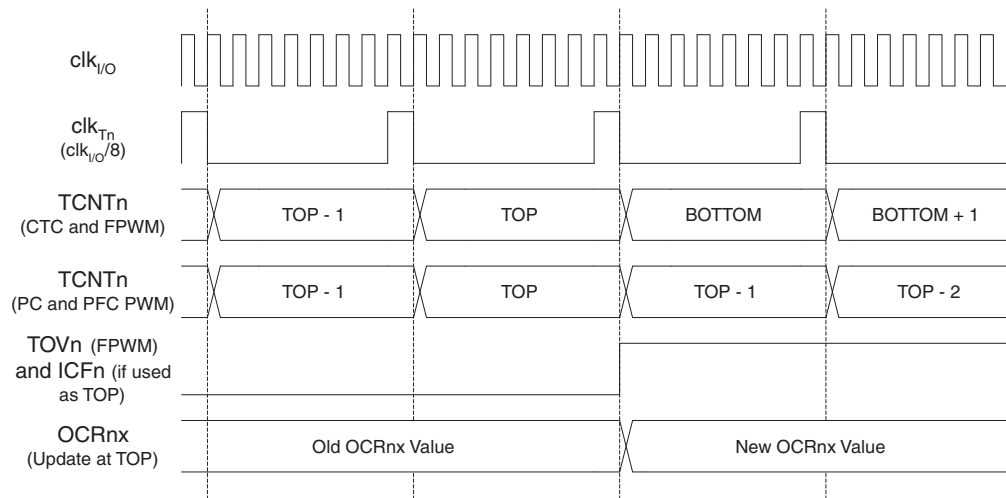 clkI/O
clkTn
(clkI/O/8)
TCNTn
(CTC and FPWM)
TOP - 1
TOP
BOTTOM
BOTTOM + 1
TCNTn
(PC and PFC PWM)
TOP - 1
TOP
TOP - 1
TOP - 2
TOVn (FPWM)
and ICFn (if used
as TOP)
OCRnx
(Update at TOP)
Old OCRnx Value
New OCRnx Value